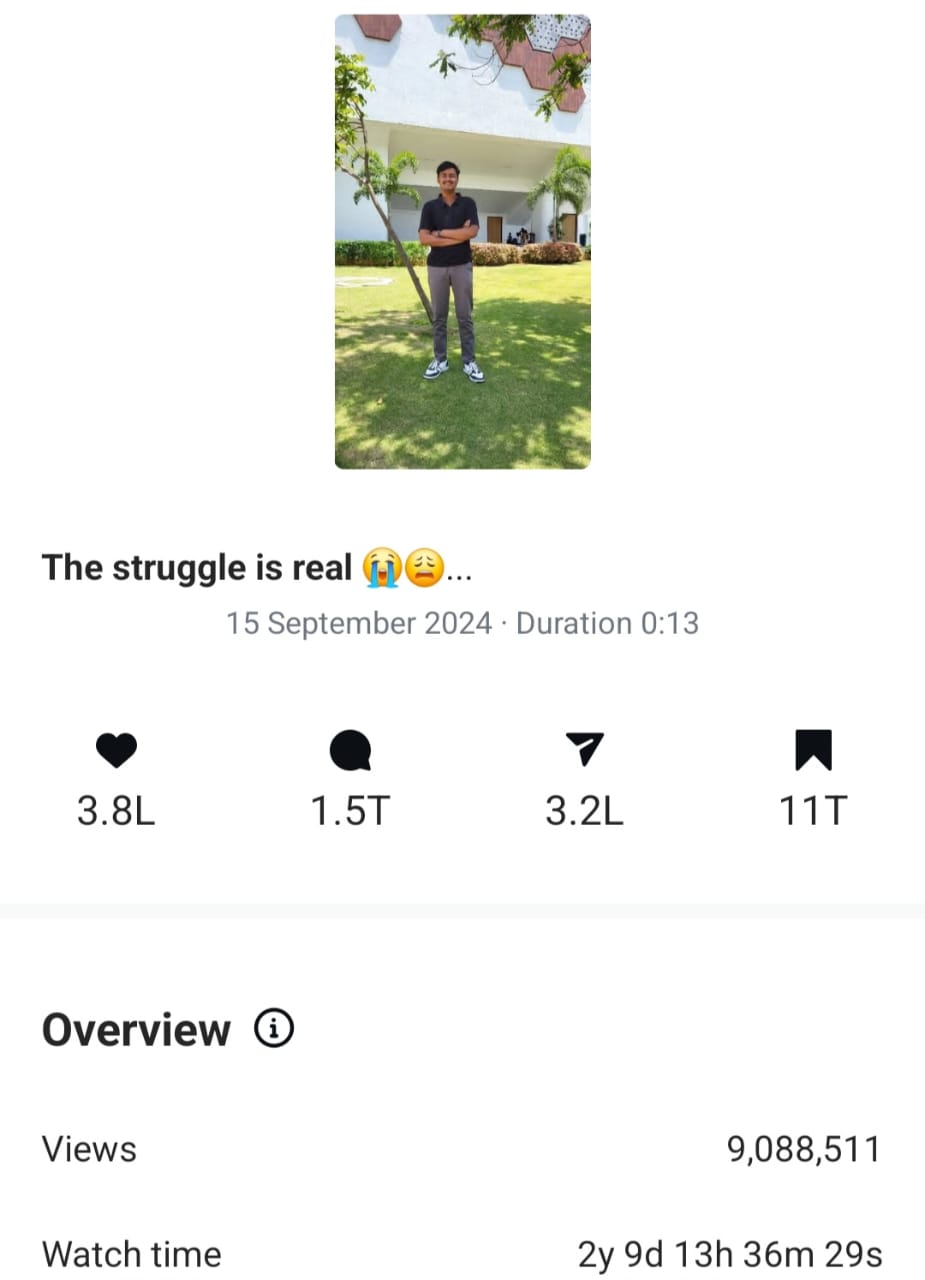 The struggle is real 😭😩...
15 September 2024 · Duration 0:13
3.8L 1.5T 3.2L 11T
Overview
Views 9,088,511
Watch time 2y 9d 13h 36m 29s